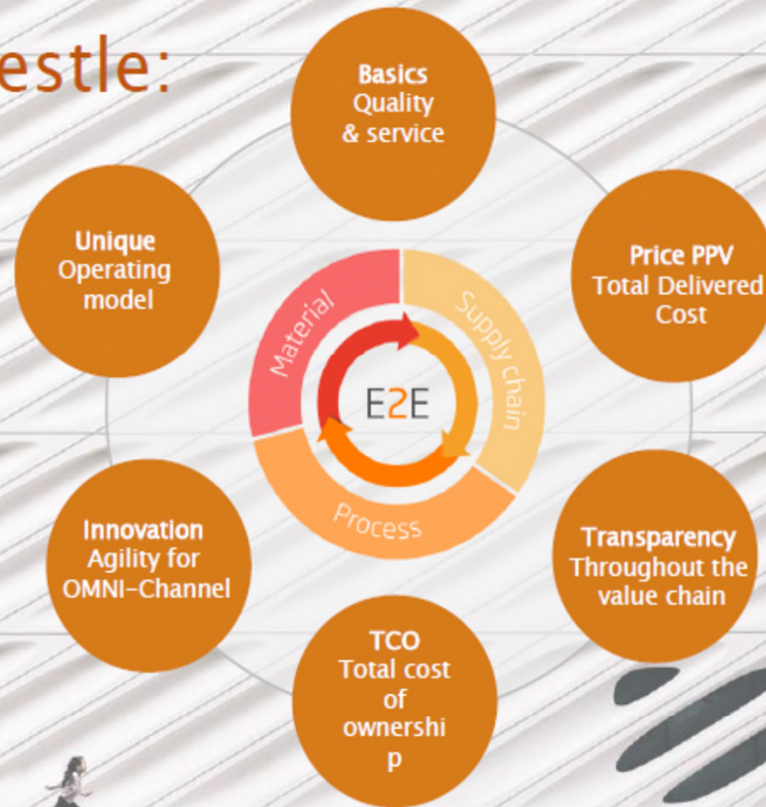 estle:
Basics
Quality
& service
Unique
Operating
model
Price PPV
Total Delivered
Cost
Material
Supply chain
E2E
Process
Innovation
Agility for
OMNI-Channel
Transparency
Throughout the
value chain
TCO
Total cost
of
ownershi
p